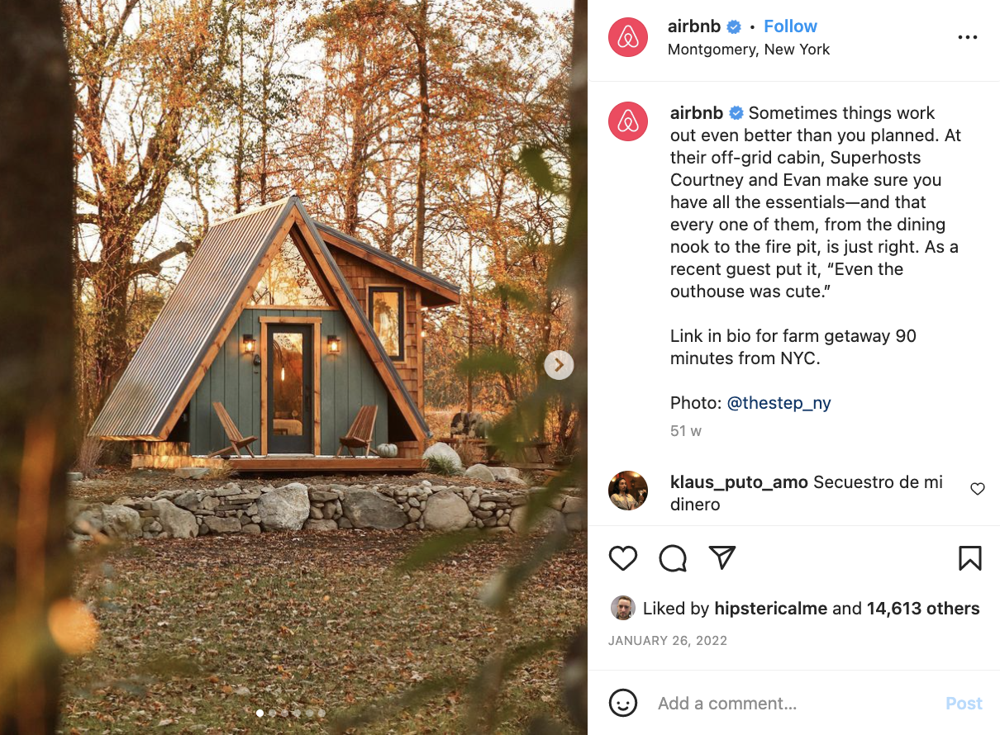 airbnb • Follow
Montgomery, New York
airbnb Sometimes things work
out even better than you planned. At
their off-grid cabin, Superhosts
Courtney and Evan make sure you
have all the essentials—and that
every one of them, from the dining
nook to the fire pit, is just right. As a
recent guest put it, “Even the
outhouse was cute.”
Link in bio for farm getaway 90
minutes from NYC.
Photo: @thestep_ny
51 w
klaus_puto_amo Secuestro de mi
dinero
Liked by hipstericalme and 14,613 others
JANUARY 26, 2022
Add a comment...
Post